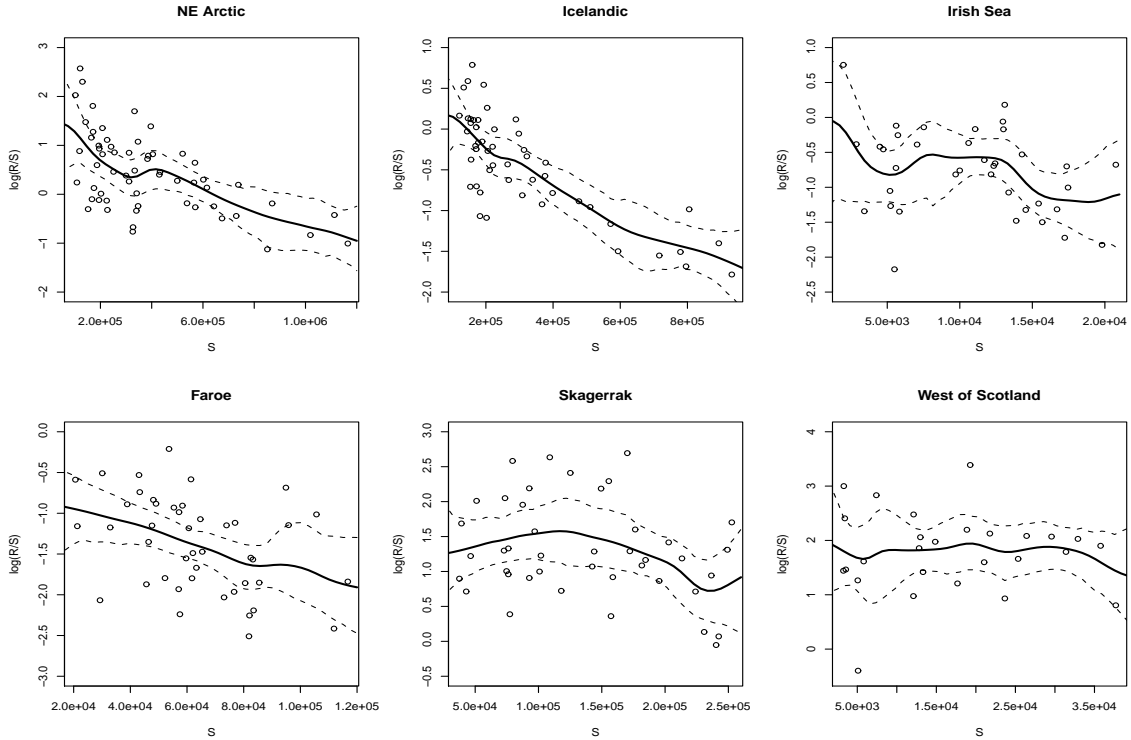 NE Arctic
Icelandic
Irish Sea
log(R/S)
3
2
1
0
−1
−2
2.0e+05
6.0e+05
1.0e+06
S
log(R/S)
1.0
0.5
0.0
−0.5
−1.0
−1.5
−2.0
2e+05
4e+05
6e+05
8e+05
S
log(R/S)
1.0
0.5
0.0
−0.5
−1.0
−1.5
−2.0
−2.5
5.0e+03
1.0e+04
1.5e+04
2.0e+04
S
Faroe
Skagerrak
West of Scotland
log(R/S)
0.0
−0.5
−1.0
−1.5
−2.0
−2.5
−3.0
2.0e+04
4.0e+04
6.0e+04
8.0e+04
1.0e+05
1.2e+05
S
log(R/S)
3.0
2.5
2.0
1.5
1.0
0.5
0.0
−0.5
5.0e+04
1.0e+05
1.5e+05
2.0e+05
2.5e+05
S
log(R/S)
4
3
2
1
0
5.0e+03
1.5e+04
2.5e+04
3.5e+04
S